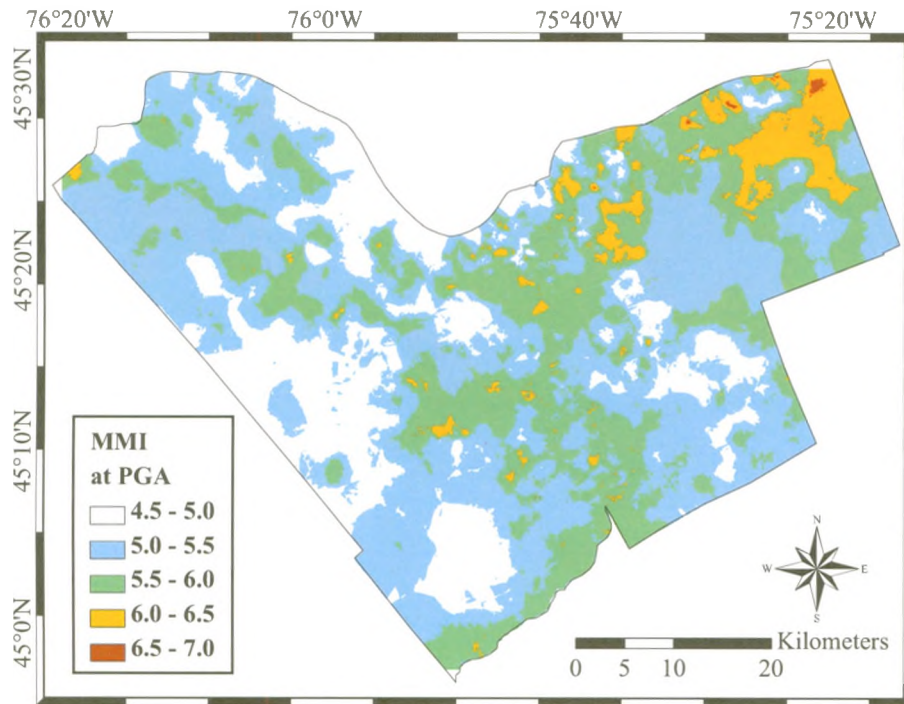 76°20'W 76°0'W 75°40'W 75°20'W
45°30'N
45°20'N
45°10'N
45°0'N
MMI
at PGA
4.5 - 5.0
5.0 - 5.5
5.5 - 6.0
6.0 - 6.5
6.5 - 7.0
N
W E
S
Kilometers
0 5 10 20